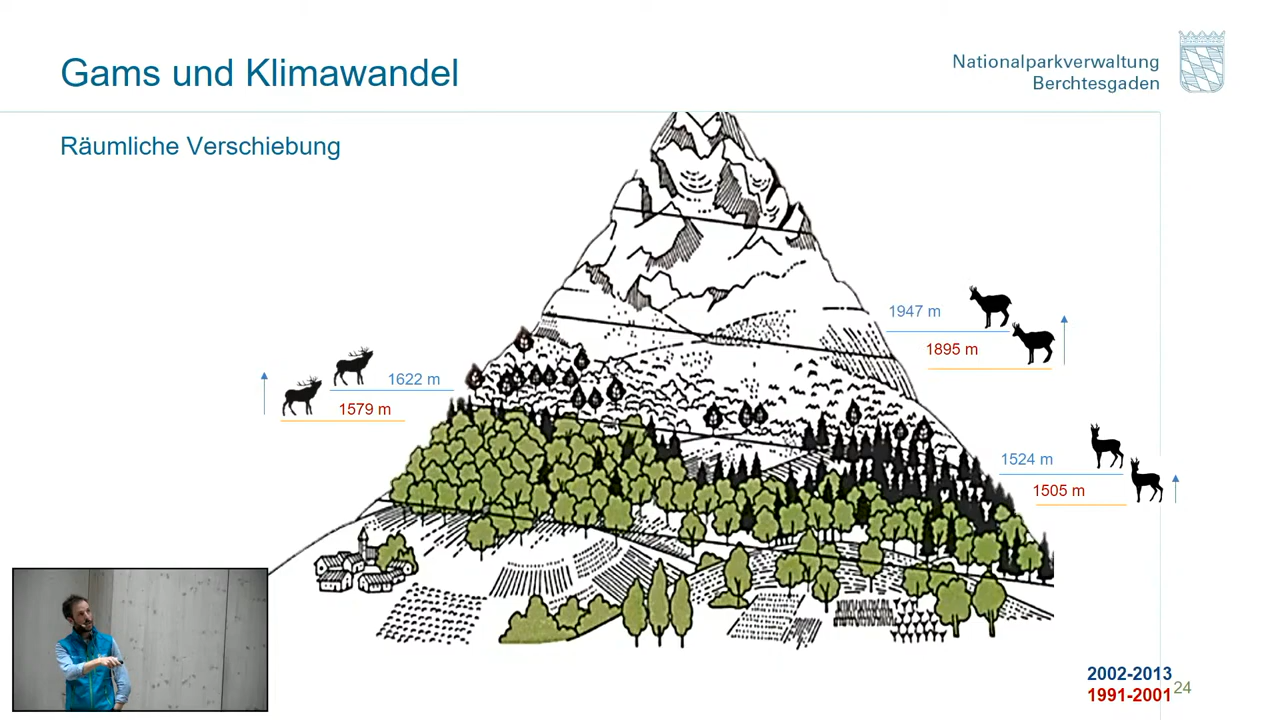 Gams und Klimawandel
Nationalparkverwaltung
Berchtesgaden
Räumliche Verschiebung
1947 m
1895 m
1622 m
1579 m
1524 m
1505 m
2002-2013
1991-2001
24